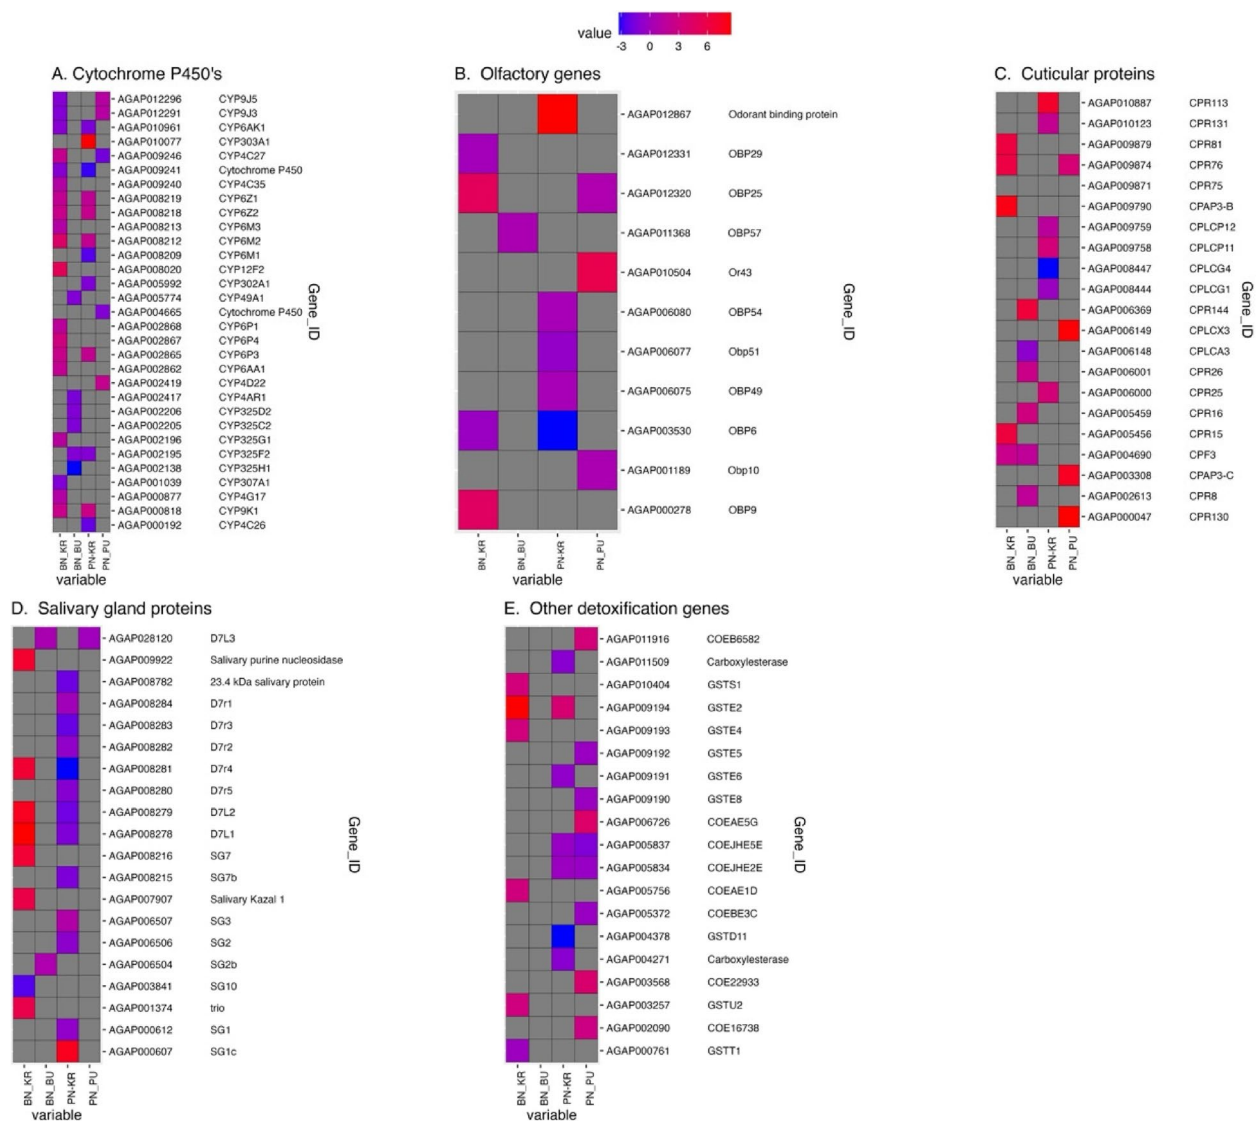 value
-3 0 3 6
A. Cytochrome P450's
AGAP012296 CYP9J5
AGAP012291 CYP9J3
AGAP010961 CYP6AK1
AGAP010077 CYP303A1
AGAP009246 CYP4C27
AGAP009241 Cytochrome P450
AGAP009240 CYP4C35
AGAP008219 CYP6Z1
AGAP008218 CYP6Z2
AGAP008213 CYP6M3
AGAP008212 CYP6M2
AGAP008209 CYP6M1
AGAP008020 CYP12F2
AGAP005992 CYP302A1
AGAP005774 CYP49A1
AGAP004665 Cytochrome P450
AGAP002868 CYP6P1
AGAP002867 CYP6P4
AGAP002865 CYP6P3
AGAP002862 CYP6AA1
AGAP002419 CYP4D22
AGAP002417 CYP4AR1
AGAP002206 CYP325D2
AGAP002205 CYP325C2
AGAP002196 CYP325G1
AGAP002195 CYP325F2
AGAP002138 CYP325H1
AGAP001039 CYP307A1
AGAP000877 CYP4G17
AGAP000818 CYP9K1
AGAP000192 CYP4C26
Gene_ID
BN_KR BN_BU PN-KR PN_PU
variable
B. Olfactory genes
AGAP012867 Odorant binding protein
AGAP012331 OBP29
AGAP012320 OBP25
AGAP011368 OBP57
AGAP010504 Or43
AGAP006080 OBP54
AGAP006077 Obp51
AGAP006075 OBP49
AGAP003530 OBP6
AGAP001189 Obp10
AGAP000278 OBP9
Gene_ID
BN_KR BN_BU PN-KR PN_PU
variable
C. Cuticular proteins
AGAP010887 CPR113
AGAP010123 CPR131
AGAP009879 CPR81
AGAP009874 CPR76
AGAP009871 CPR75
AGAP009790 CPAP3-B
AGAP009759 CPLCP12
AGAP009758 CPLCP11
AGAP008447 CPLCG4
AGAP008444 CPLCG1
AGAP006369 CPR144
AGAP006149 CPLCX3
AGAP006148 CPLCA3
AGAP006001 CPR26
AGAP006000 CPR25
AGAP005459 CPR16
AGAP005456 CPR15
AGAP004690 CPF3
AGAP003308 CPAP3-C
AGAP002613 CPR8
AGAP000047 CPR130
Gene_ID
BN_KR BN_BU PN-KR PN_PU
variable
D. Salivary gland proteins
AGAP028120 D7L3
AGAP009922 Salivary purine nucleosidase
AGAP008782 23.4 kDa salivary protein
AGAP008284 D7r1
AGAP008283 D7r3
AGAP008282 D7r2
AGAP008281 D7r4
AGAP008280 D7r5
AGAP008279 D7L2
AGAP008278 D7L1
AGAP008216 SG7
AGAP008215 SG7b
AGAP007907 Salivary Kazal 1
AGAP006507 SG3
AGAP006506 SG2
AGAP006504 SG2b
AGAP003841 SG10
AGAP001374 trio
AGAP000612 SG1
AGAP000607 SG1c
Gene_ID
BN_KR BN_BU PN-KR PN_PU
variable
E. Other detoxification genes
AGAP011916 COEB6582
AGAP011509 Carboxylesterase
AGAP010404 GSTS1
AGAP009194 GSTE2
AGAP009193 GSTE4
AGAP009192 GSTE5
AGAP009191 GSTE6
AGAP009190 GSTE8
AGAP006726 COEAE5G
AGAP005837 COEJHE5E
AGAP005834 COEJHE2E
AGAP005756 COEAE1D
AGAP005372 COEBE3C
AGAP004378 GSTD11
AGAP004271 Carboxylesterase
AGAP003568 COE22933
AGAP003257 GSTU2
AGAP002090 COE16738
AGAP000761 GSTT1
Gene_ID
BN_KR BN_BU PN-KR PN_PU
variable